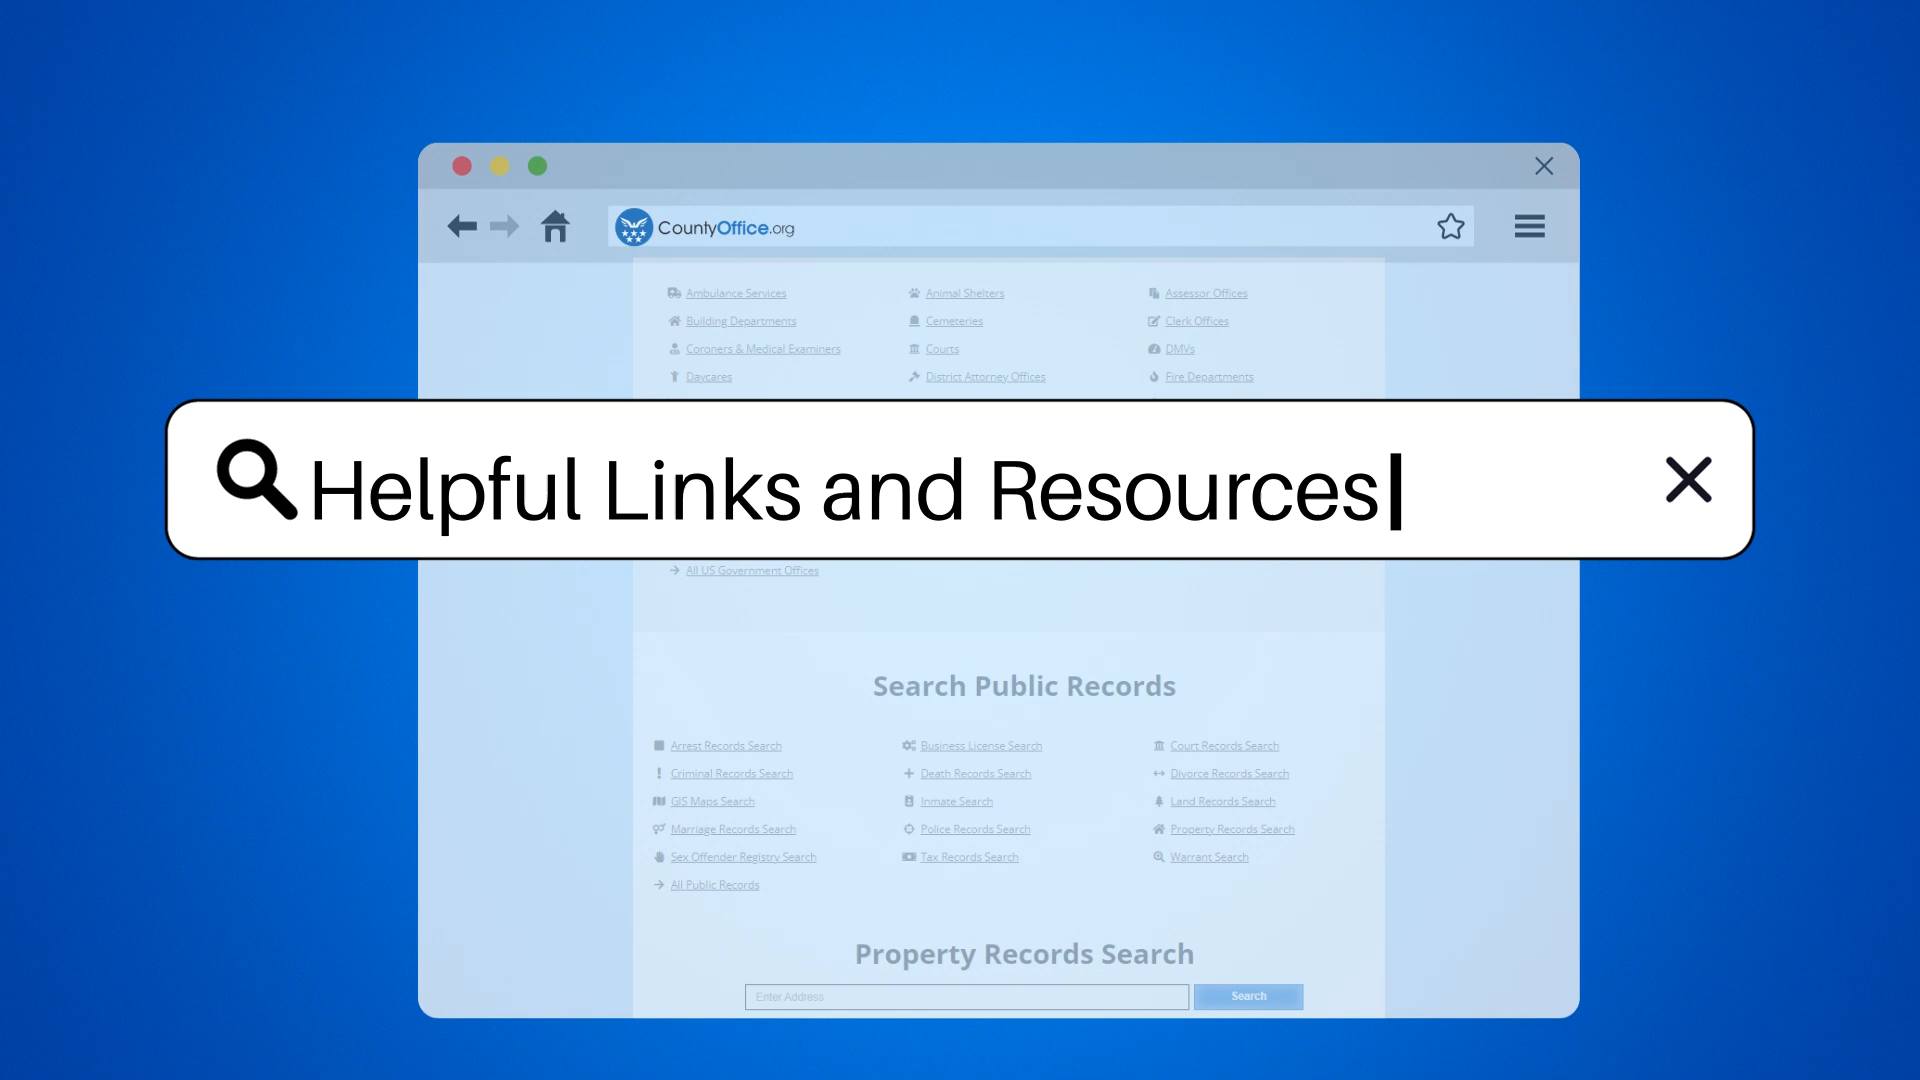 CountyOffice.org
Ambulance Services Animal Shelters Assessor Offices
Building Departments Cemeteries Clerk Offices
Coroners & Medical Examiners Courts DMVs
Daycares District Attorney Offices Fire Departments
Helpful Links and Resources
All US Government Offices
Search Public Records
Arrest Records Search Business License Search Court Records Search
Criminal Records Search Death Records Search Divorce Records Search
GIS Maps Search Inmate Search Land Records Search
Marriage Records Search Police Records Search Property Records Search
Sex Offender Registry Search Tax Records Search Warrant Search
All Public Records
Property Records Search
Enter Address Search